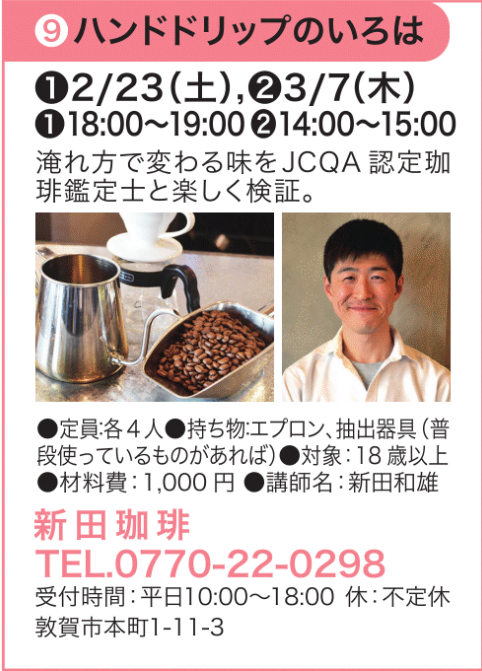 ❾ハンドドリップのいろは
❶2/23(土),❷3/7(木)
❶18:00〜19:00 ❷14:00〜15:00
淹れ方で変わる味をJCQA 認定珈
琲鑑定士と楽しく検証。
●定員:各4人●持ち物:エプロン、抽出器具(普
段使っているものがあれば)●対象:18歳以上
●材料費:1,000 円 ●講師名:新田和雄
新田珈琲
TEL.0770-22-0298
受付時間:平日10:00〜18:00 休:不定休
敦賀市本町1-11-3